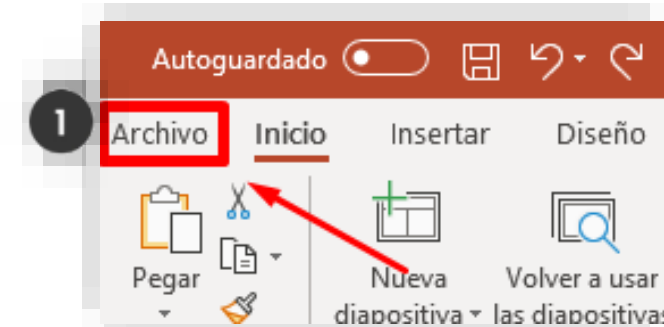 Autoguardado
1
Archivo Inicio Insertar Diseño
Pegar Nueva Volver a usar
diapositiva las diapositivas